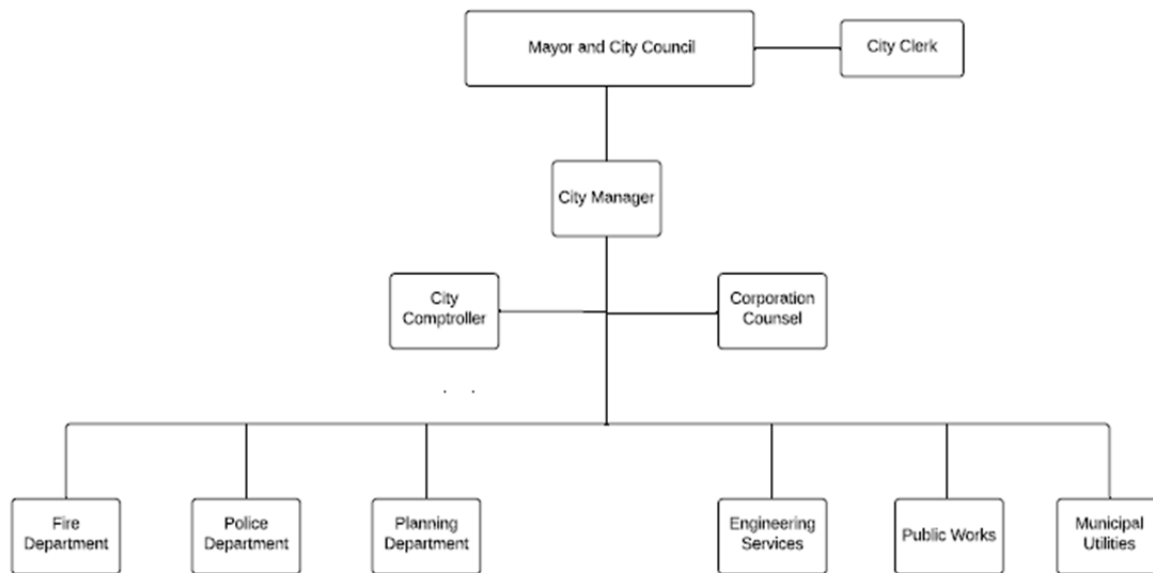 Mayor and City Council
City Clerk
City Manager
City
Comptroller
Corporation
Counsel
Fire
Department
Police
Department
Planning
Department
Engineering
Services
Public Works
Municipal
Utilities